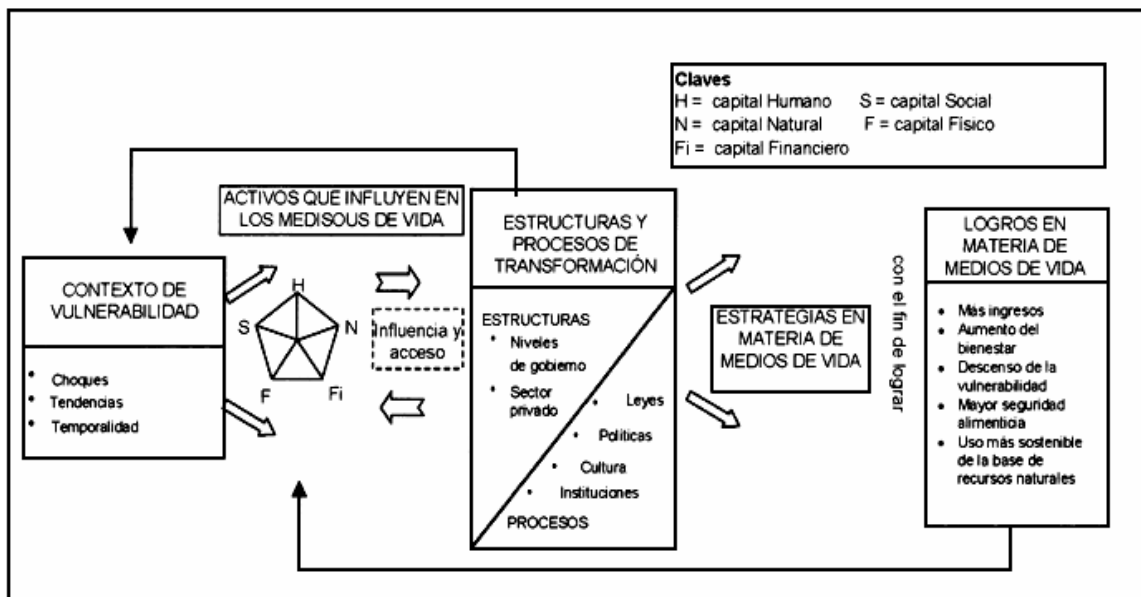 Claves
H = capital Humano S = capital Social
N = capital Natural F = capital Físico
Fi = capital Financiero
ACTIVOS QUE INFLUYEN EN
LOS MEDISOUS DE VIDA
CONTEXTO DE
VULNERABILIDAD
• Choques
• Tendencias
• Temporalidad
H
S
N
F
Fi
Influencia y
acceso
ESTRUCTURAS Y
PROCESOS DE
TRANSFORMACIÓN
ESTRUCTURAS
• Niveles
de gobierno
• Sector
privado
• Leyes
• Políticas
• Cultura
• Instituciones
PROCESOS
ESTRATEGIAS EN
MATERIA DE
MEDIOS DE VIDA
con el fin de lograr
LOGROS EN
MATERIA DE
MEDIOS DE VIDA
• Más ingresos
• Aumento del
bienestar
• Descenso de la
vulnerabilidad
• Mayor seguridad
alimenticia
• Uso más sostenible
de la base de
recursos naturales